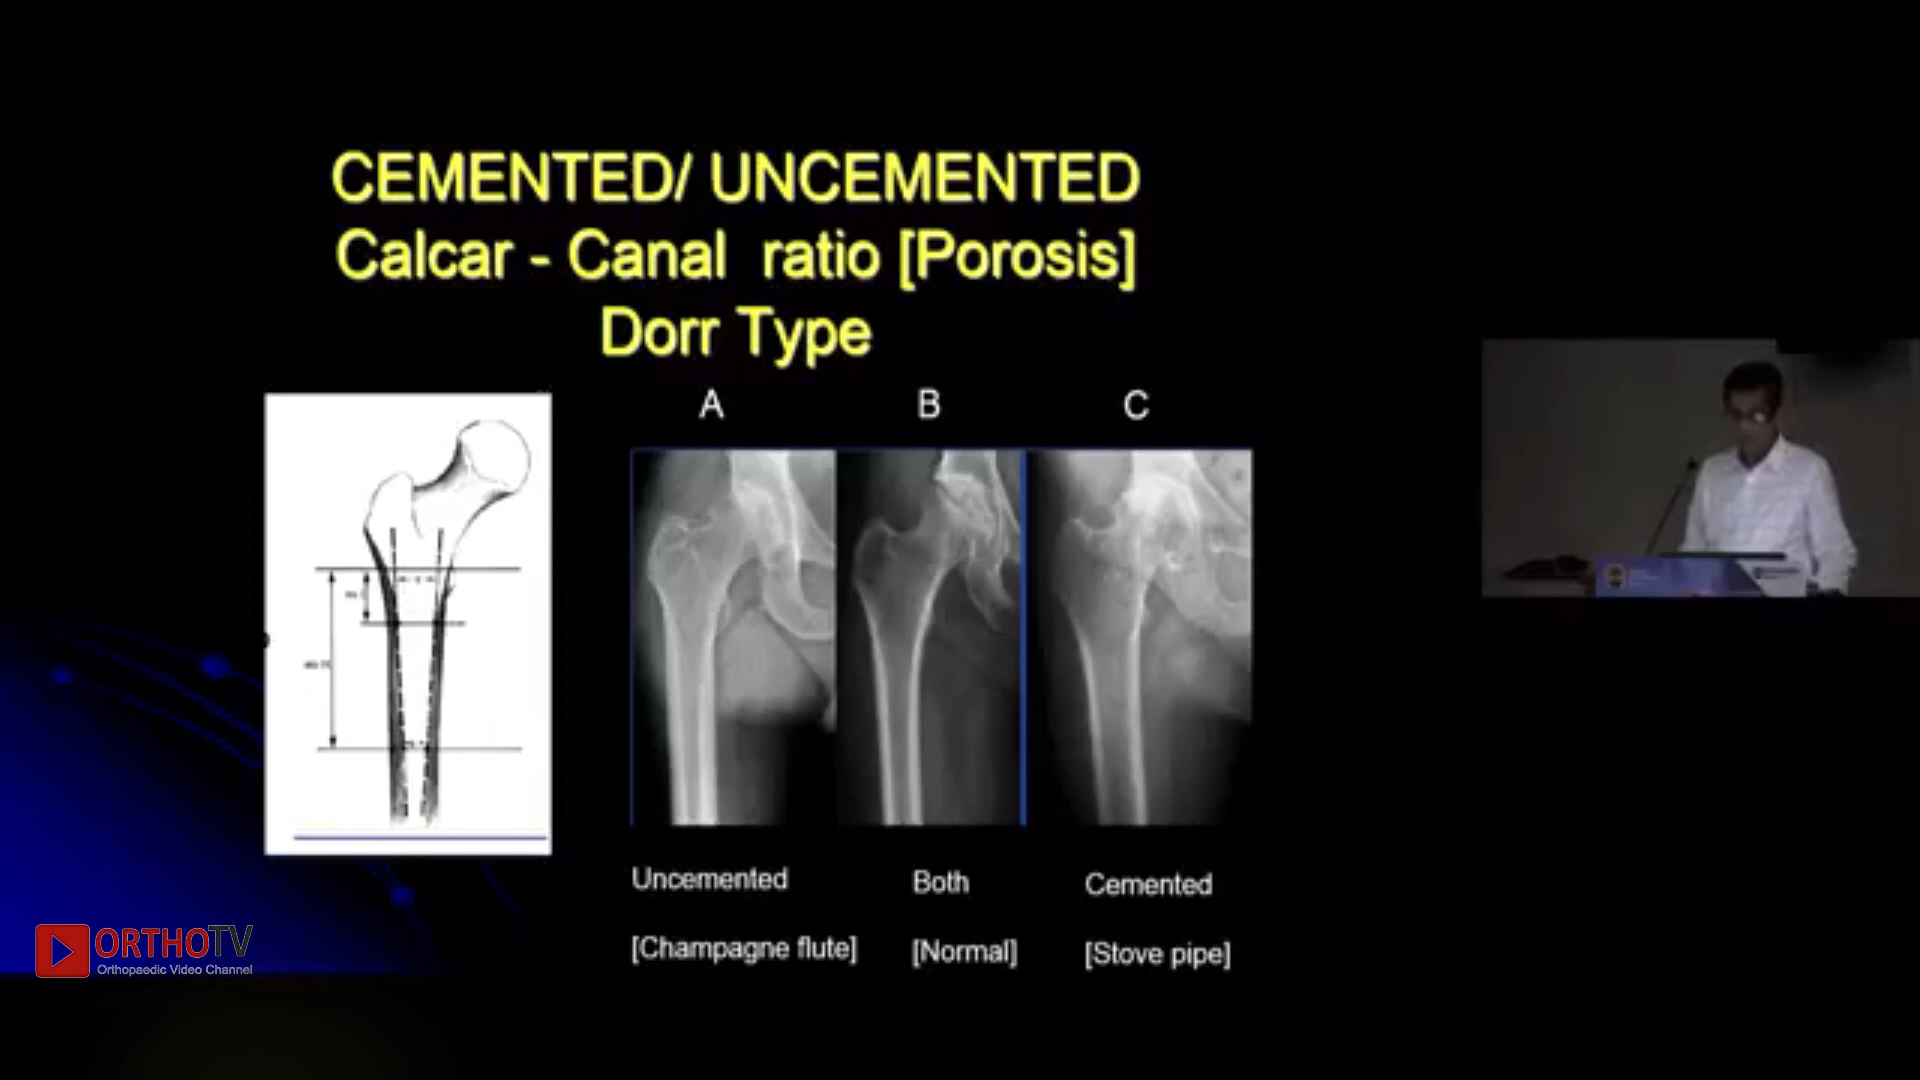 CEMENTED/ UNCEMENTED
Calcar - Canal ratio [Porosis]
Dorr Type
A B C
Uncemented Both Cemented
[Champagne flute] [Normal] [Stove pipe]
ORTHOTV
Orthopaedic Video Channel